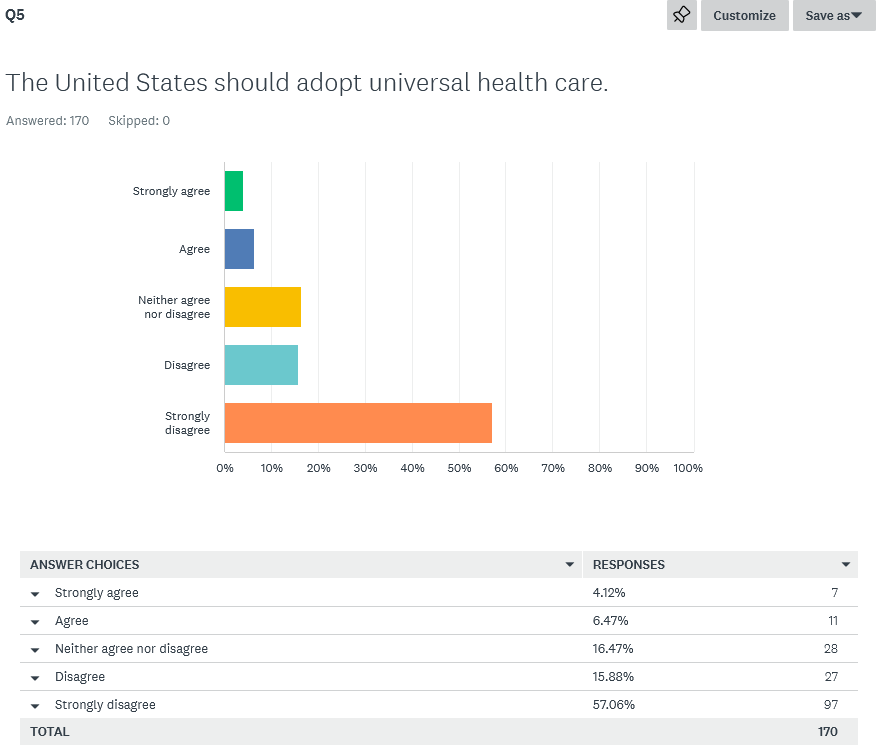 Q5
Customize
Save as
The United States should adopt universal health care.
Answered: 170 Skipped: 0
Strongly agree
Agree
Neither agree
nor disagree
Disagree
Strongly
disagree
0% 10% 20% 30% 40% 50% 60% 70% 80% 90% 100%
ANSWER CHOICES RESPONSES
Strongly agree 4.12% 7
Agree 6.47% 11
Neither agree nor disagree 16.47% 28
Disagree 15.88% 27
Strongly disagree 57.06% 97
TOTAL 170